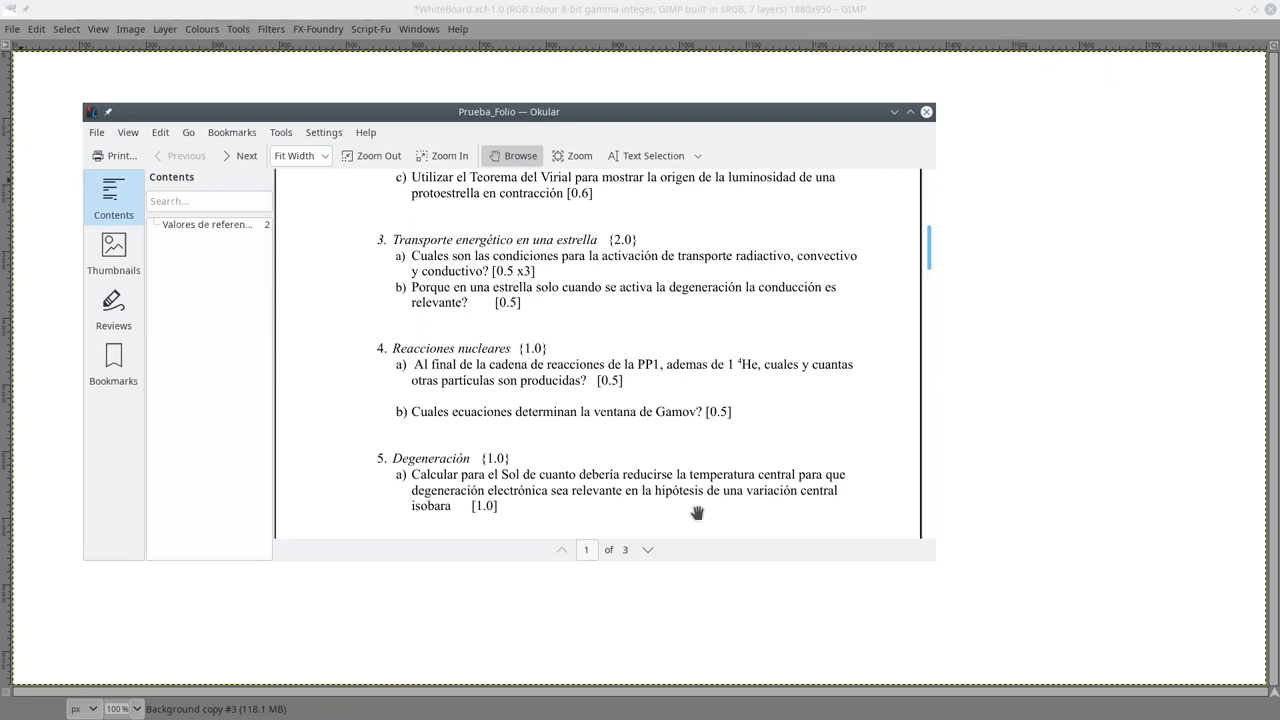 *WhiteBoard.xcf-1.0 (RGB colour 8-bit gamma integer, GIMP built-in sRGB, 7 layers) 1880x950 – GIMP
File Edit Select View Image Layer Colours Tools Filters FX-Foundry Script-Fu Windows Help
Prueba_Folio — Okular
File View Edit Go Bookmarks Tools Settings Help
Print... Previous Next Fit Width Zoom Out Zoom In Browse Zoom Text Selection
Contents
Search...
Valores de referen... 2
Contents
Thumbnails
Reviews
Bookmarks
c) Utilizar el Teorema del Virial para mostrar la origen de la luminosidad de una
protoestrella en contracción [0.6]
3. Transporte energético en una estrella {2.0}
a) Cuales son las condiciones para la activación de transporte radiactivo, convectivo
y conductivo? [0.5 x3]
b) Porque en una estrella solo cuando se activa la degeneración la conducción es
relevante? [0.5]
4. Reacciones nucleares {1.0}
a) Al final de la cadena de reacciones de la PP1, ademas de 1 ⁴He, cuales y cuantas
otras partículas son producidas? [0.5]
b) Cuales ecuaciones determinan la ventana de Gamov? [0.5]
5. Degeneración {1.0}
a) Calcular para el Sol de cuanto debería reducirse la temperatura central para que
degeneración electrónica sea relevante en la hipótesis de una variación central
isobara [1.0]
1 of 3
px 100% Background copy #3 (118.1 MB)